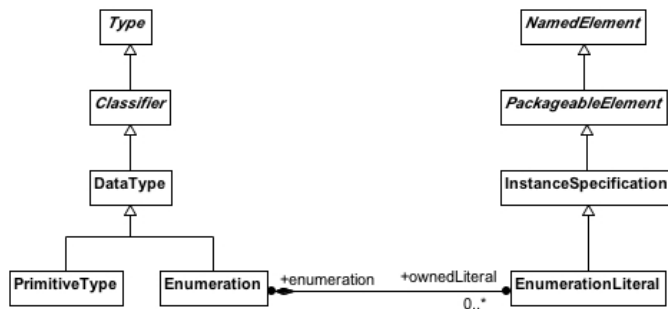 Type
NamedElement
Classifier
PackageableElement
DataType
InstanceSpecification
PrimitiveType
Enumeration
+enumeration
+ownedLiteral
0..*
EnumerationLiteral